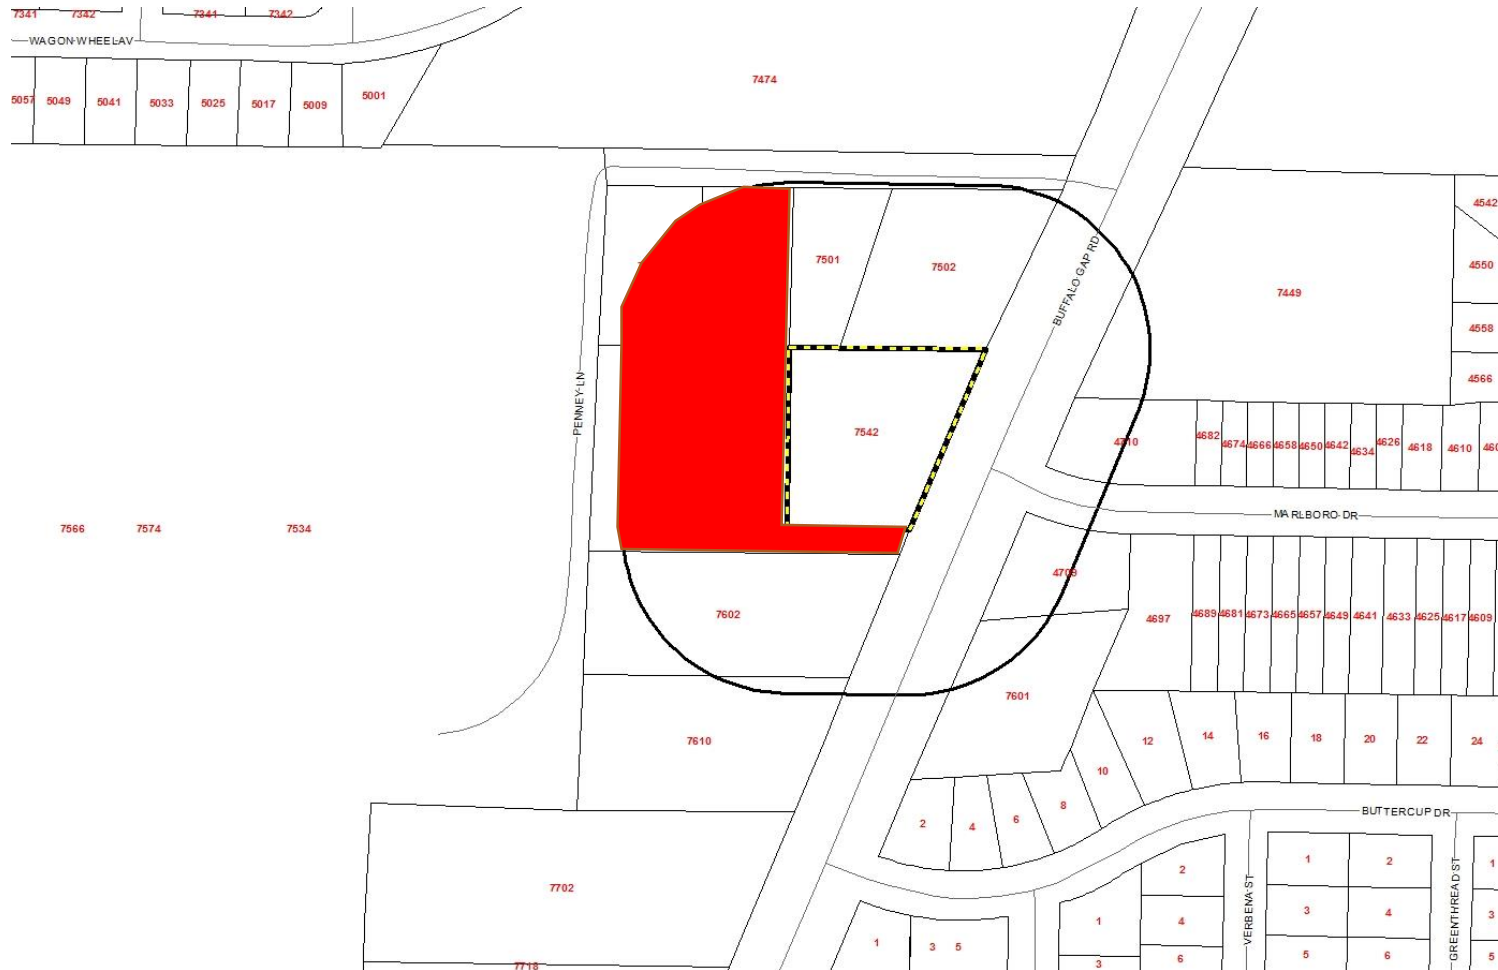 7341 7342 7341 7342
WAGON WHEEL AV
5057 5049 5041 5033 5025 5017 5009 5001
7474
4542
4550
4558
4566
7501 7502
BUFFALO GAP RD
7449
PENNEY LN
7542
4710 4682 4674 4666 4658 4650 4642 4634 4626 4618 4610
7566 7574 7534
MARLBORO DR
4709
7602
4697 4689 4681 4673 4665 4657 4649 4641 4633 4625 4617 4609
7601
7610
12 14 16 18 20 22 24
10
8
6
4
2
BUTTERCUP DR
7702
2 1 2 1
VERBENA ST
GREENTHREAD ST
1 4 3 4 3
1 3 5
3 6 5 6 5
7718